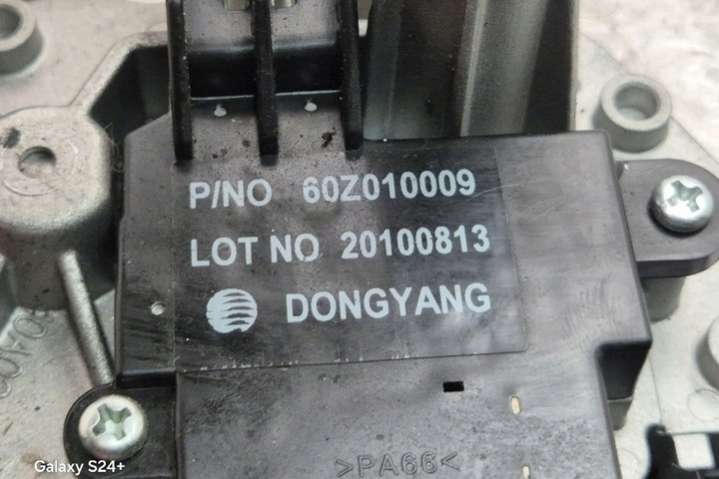 P/NO 60Z010009
LOT NO 20100813
DONGYANG
>PA66<
Galaxy S24+